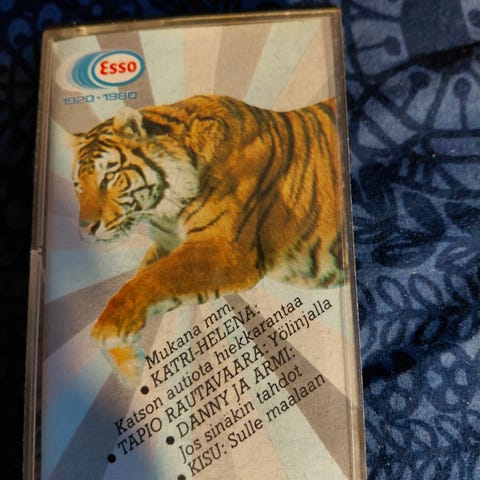 Esso
1920 • 1980
Mukana mm.
• KATRI-HELENA:
Katson autiota hiekkarantaa
• TAPIO RAUTAVAARA: Yölinjalla
• DANNY JA ARMI:
Jos sinäkin tahdot
• KISU: Sulle maalaan